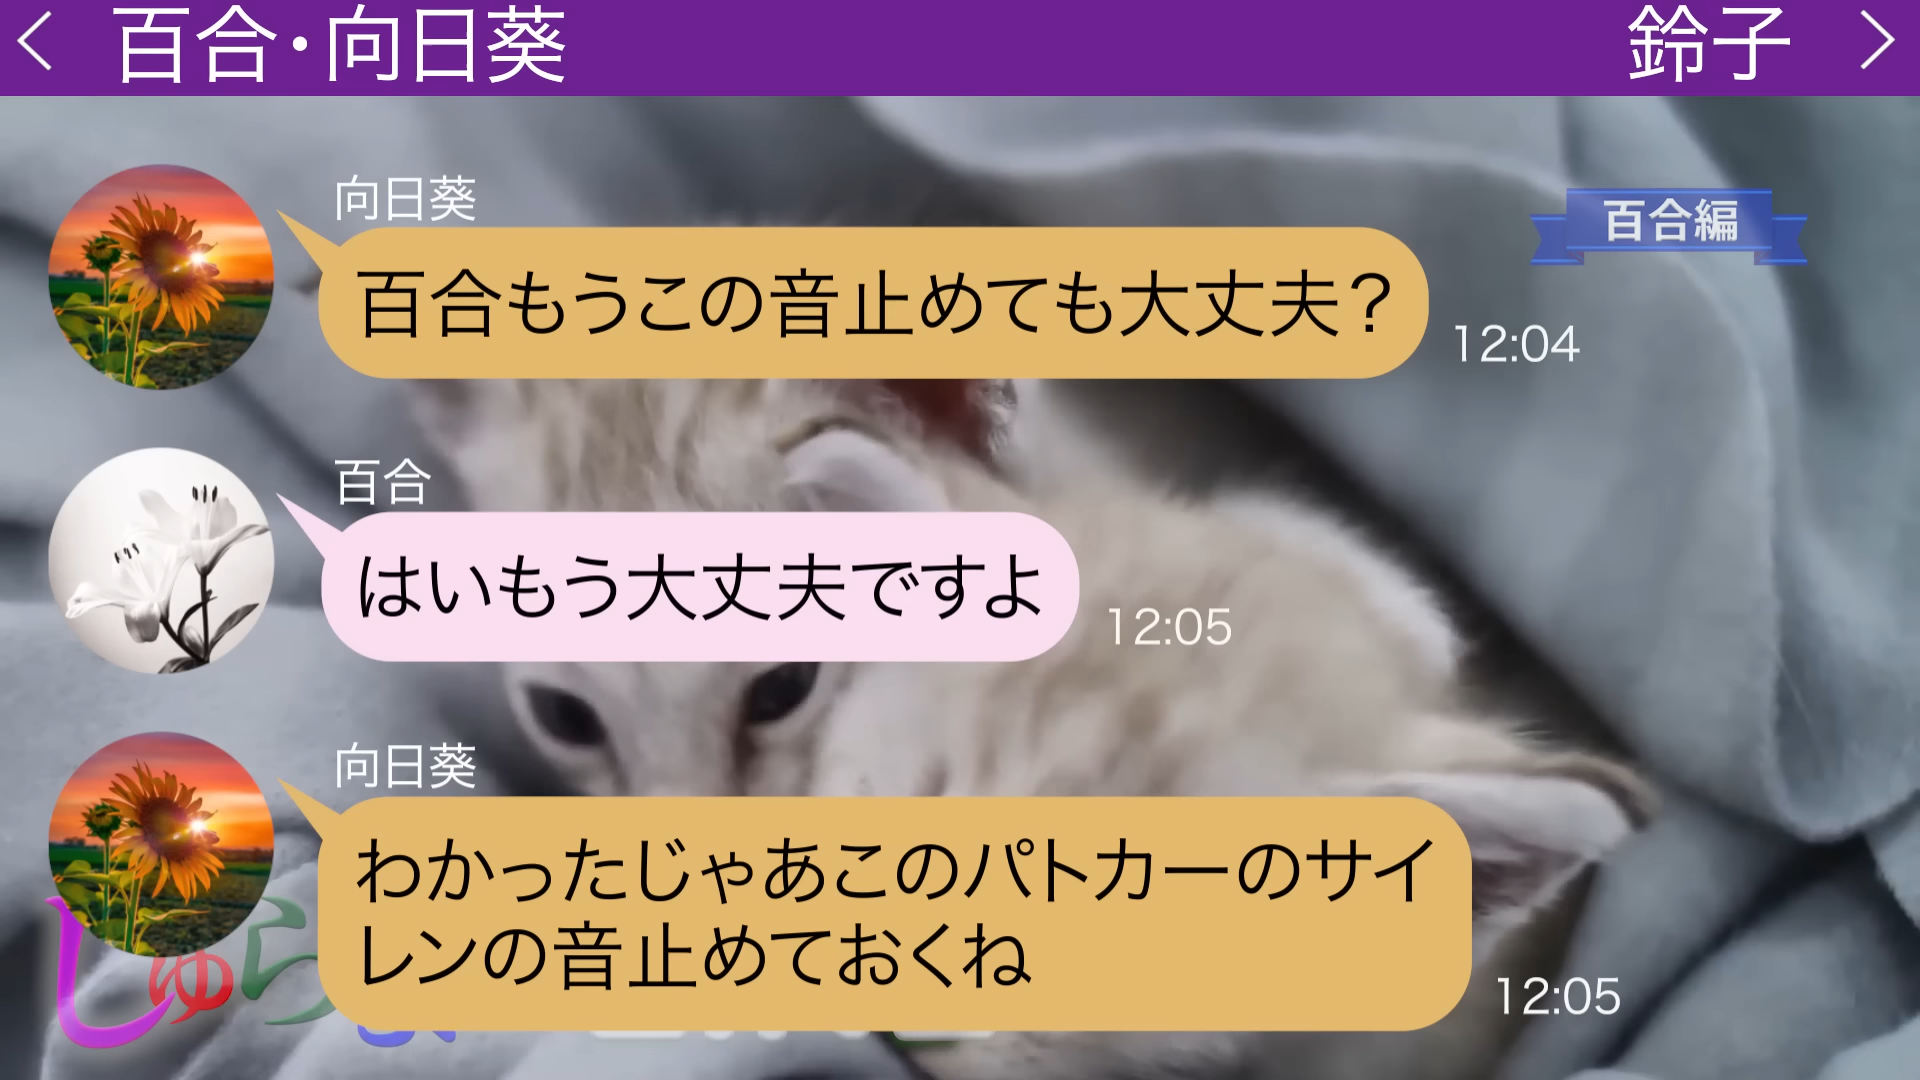 百合・向日葵
鈴子
百合編
向日葵
百合もうこの音止めても大丈夫？
12:04
百合
はいもう大丈夫ですよ
12:05
向日葵
わかったじゃあこのパトカーのサイ
レンの音止めておくね
12:05
しゅら